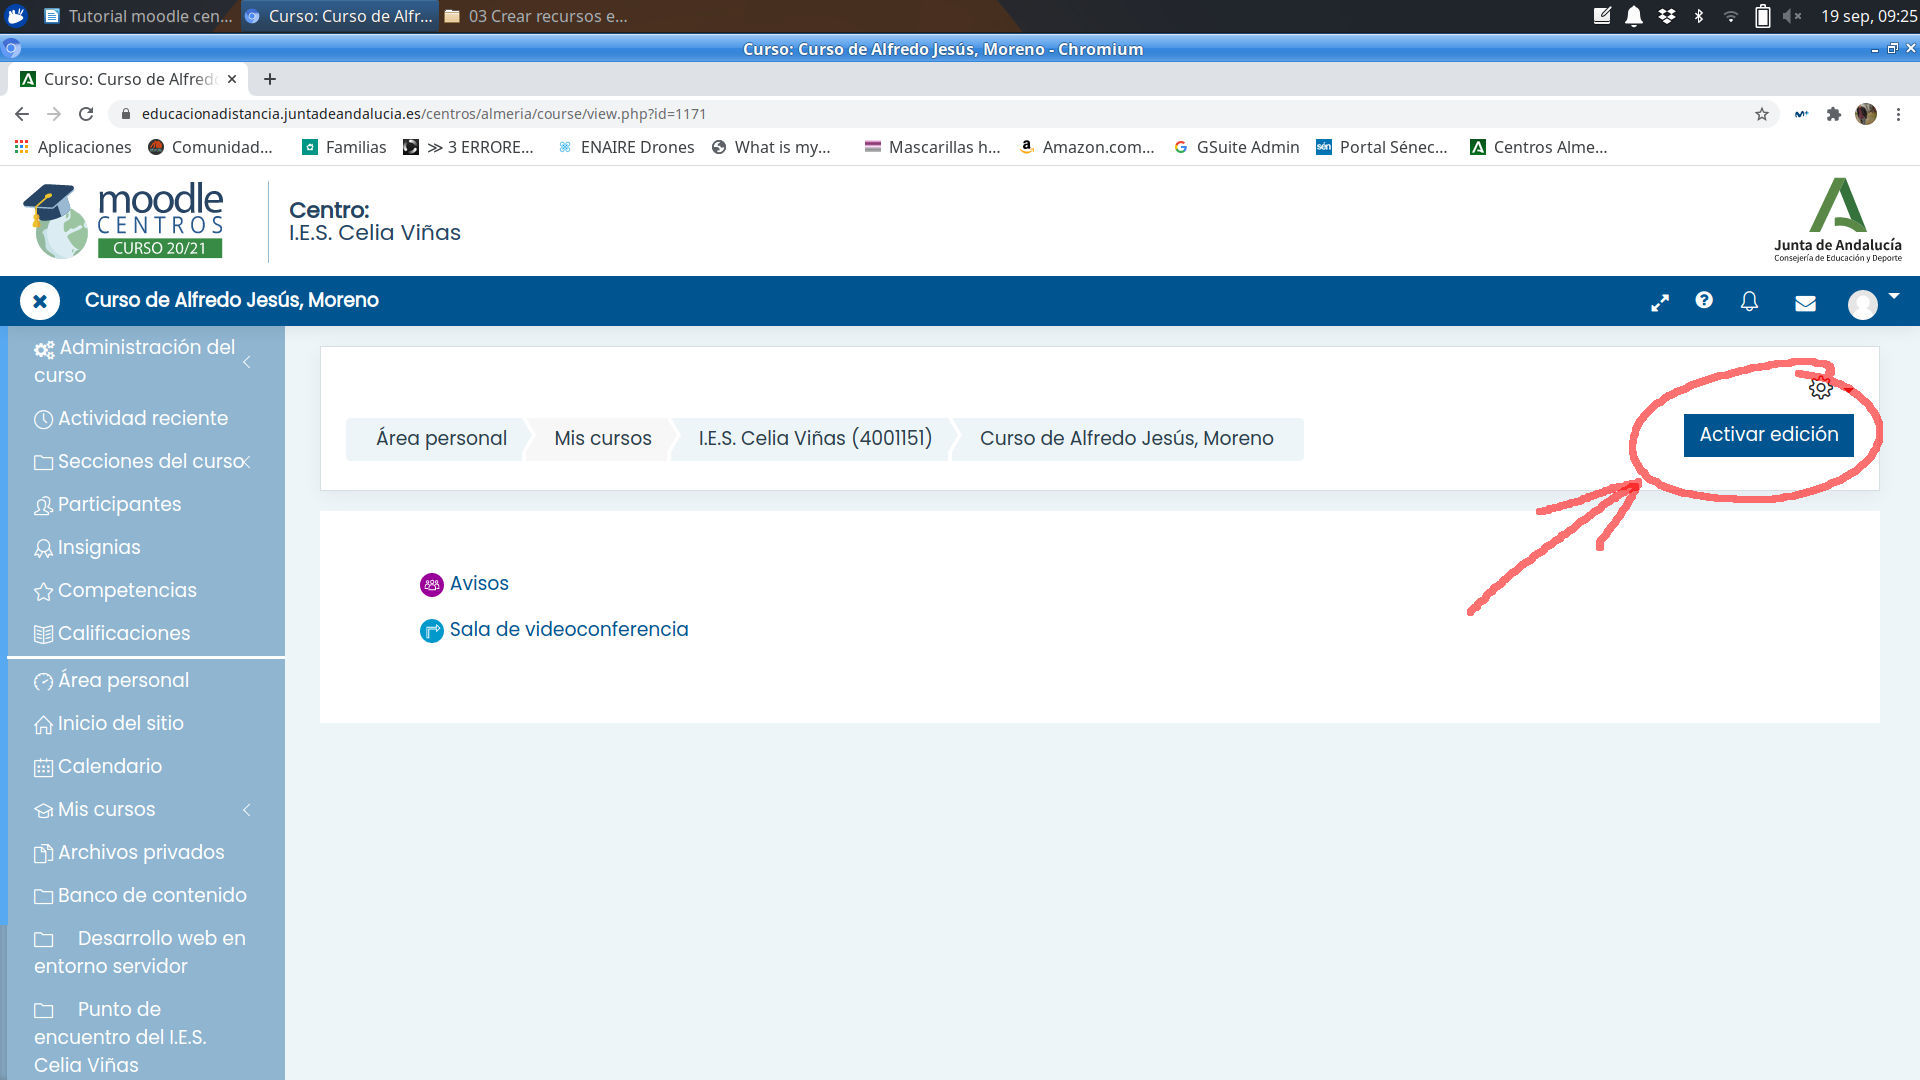 Tutorial moodle cen...
Curso: Curso de Alfr...
03 Crear recursos e...
19 sep, 09:25
Curso: Curso de Alfredo Jesús, Moreno - Chromium
Curso: Curso de Alfred
educacionadistancia.juntadeandalucia.es/centros/almeria/course/view.php?id=1171
Aplicaciones
Comunidad...
Familias
≫ 3 ERRORE...
ENAIRE Drones
What is my...
Mascarillas h...
Amazon.com...
GSuite Admin
Portal Sénec...
Centros Alme...
moodle
CENTROS
CURSO 20/21
Centro:
I.E.S. Celia Viñas
Junta de Andalucía
Consejería de Educación y Deporte
Curso de Alfredo Jesús, Moreno
Administración del
curso
Actividad reciente
Secciones del curso
Participantes
Insignias
Competencias
Calificaciones
Área personal
Inicio del sitio
Calendario
Mis cursos
Archivos privados
Banco de contenido
Desarrollo web en
entorno servidor
Punto de
encuentro del I.E.S.
Celia Viñas
Área personal
Mis cursos
I.E.S. Celia Viñas (4001151)
Curso de Alfredo Jesús, Moreno
Activar edición
Avisos
Sala de videoconferencia